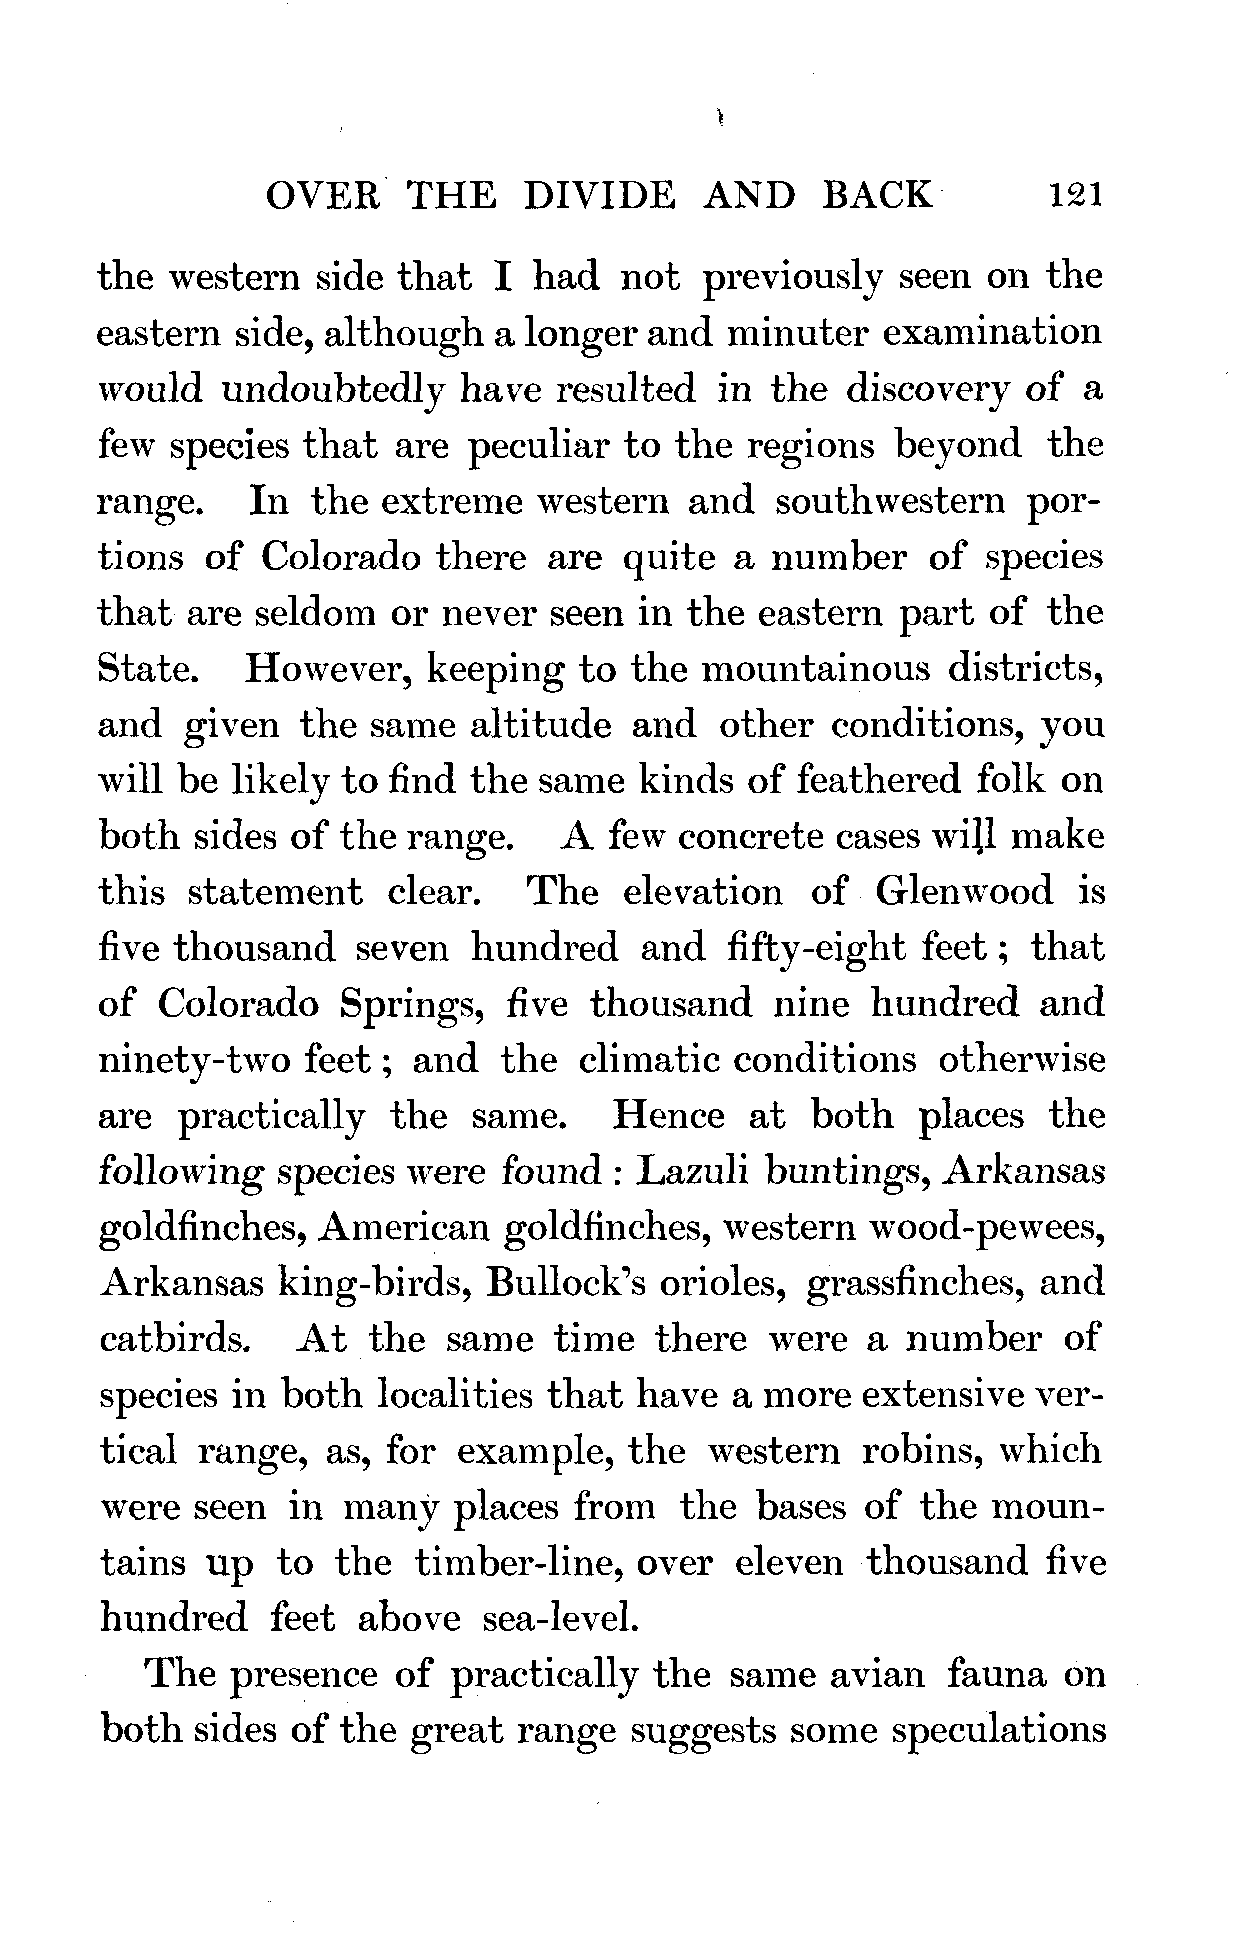 OVER THE DIVIDE AND BACK 121
the western side that I had not previously seen on the
eastern side, although a longer and minuter examination
would undoubtedly have resulted in the discovery of a
few species that are peculiar to the regions beyond the
range. In the extreme western and southwestern por-
tions of Colorado there are quite a number of species
that are seldom or never seen in the eastern part of the
State. However, keeping to the mountainous districts,
and given the same altitude and other conditions, you
will be likely to find the same kinds of feathered folk on
both sides of the range. A few concrete cases will make
this statement clear. The elevation of Glenwood is
five thousand seven hundred and fifty-eight feet ; that
of Colorado Springs, five thousand nine hundred and
ninety-two feet ; and the climatic conditions otherwise
are practically the same. Hence at both places the
following species were found : Lazuli buntings, Arkansas
goldfinches, American goldfinches, western wood-pewees,
Arkansas king-birds, Bullock's orioles, grassfinches, and
catbirds. At the same time there were a number of
species in both localities that have a more extensive ver-
tical range, as, for example, the western robins, which
were seen in many places from the bases of the moun-
tains up to the timber-line, over eleven thousand five
hundred feet above sea-level.
The presence of practically the same avian fauna on
both sides of the great range suggests some speculations